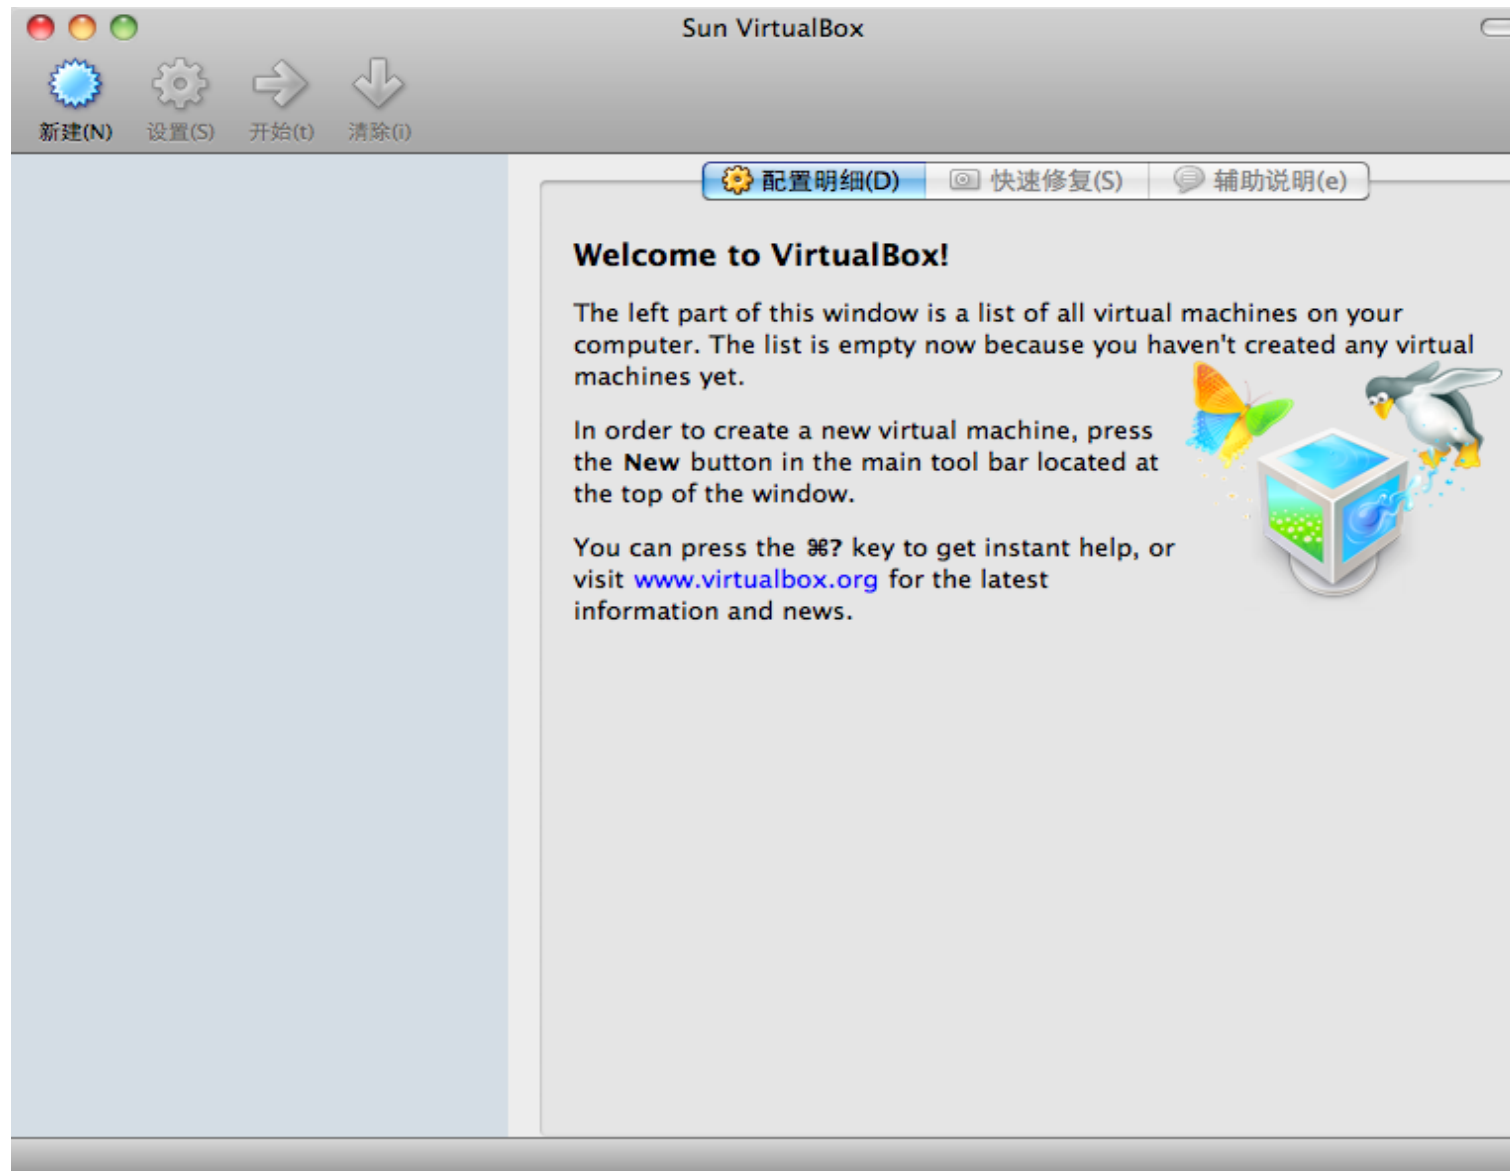 Sun VirtualBox
新建(N) 设置(S) 开始(t) 清除(i)
配置明细(D) 快速修复(S) 辅助说明(e)
Welcome to VirtualBox!
The left part of this window is a list of all virtual machines on your
computer. The list is empty now because you haven't created any virtual
machines yet.
In order to create a new virtual machine, press
the New button in the main tool bar located at
the top of the window.
You can press the ⌘? key to get instant help, or
visit www.virtualbox.org for the latest
information and news.